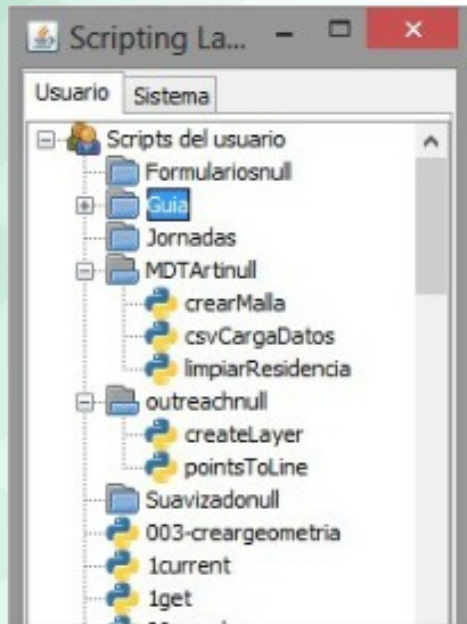 Scripting La...
Usuario Sistema
Scripts del usuario
Formulariosnull
Guia
Jornadas
MDTArtinull
crearMalla
csvCargaDatos
limpiarResidencia
outreachnull
createLayer
pointsToLine
Suavizadonull
003-creargeometria
1current
1get